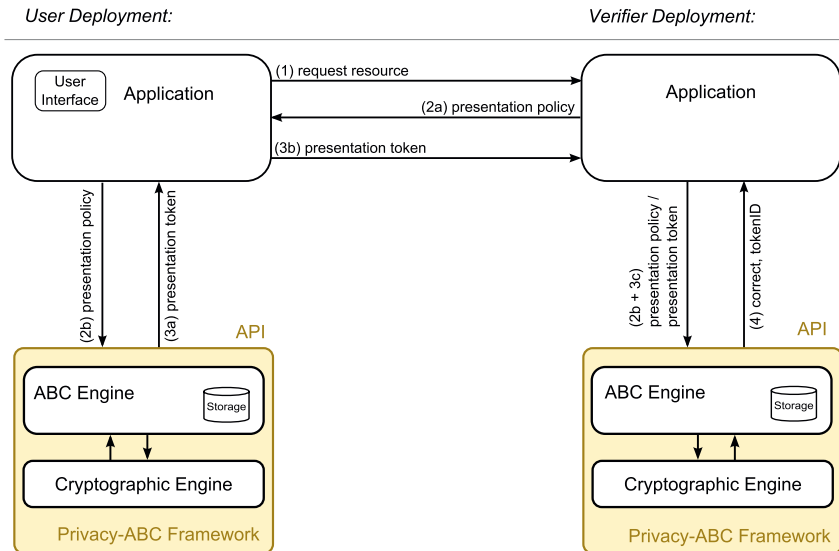 User Deployment:
Verifier Deployment:
User
Interface
Application
(1) request resource
(2a) presentation policy
(3b) presentation token
Application
(2b) presentation policy
(3a) presentation token
(2b + 3c)
presentation policy /
presentation token
(4) correct, tokenID
API
API
ABC Engine
Storage
Cryptographic Engine
Privacy-ABC Framework
ABC Engine
Storage
Cryptographic Engine
Privacy-ABC Framework